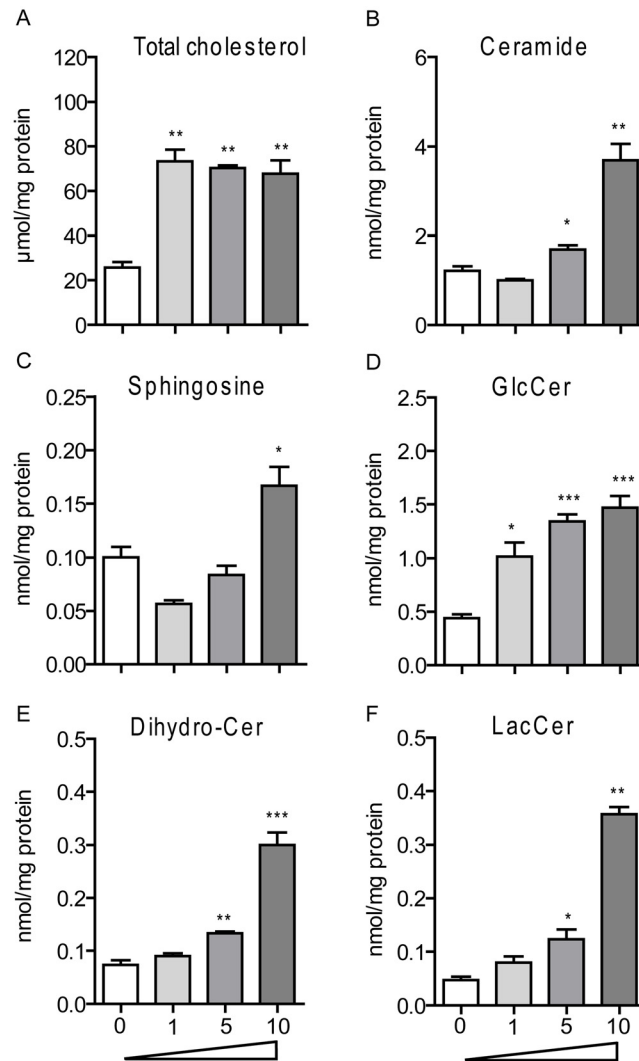 A
Total cholesterol
µmol/mg protein
120
100
80
60
40
20
0
** ** **
B
Ceramide
nmol/mg protein
6
4
2
0
* **
C
Sphingosine
nmol/mg protein
0.25
0.20
0.15
0.10
0.05
0.00
*
D
GlcCer
nmol/mg protein
2.5
2.0
1.5
1.0
0.5
0.0
* *** ***
E
Dihydro-Cer
nmol/mg protein
0.5
0.4
0.3
0.2
0.1
0.0
** ***
0 1 5 10
F
LacCer
nmol/mg protein
0.5
0.4
0.3
0.2
0.1
0.0
* **
0 1 5 10